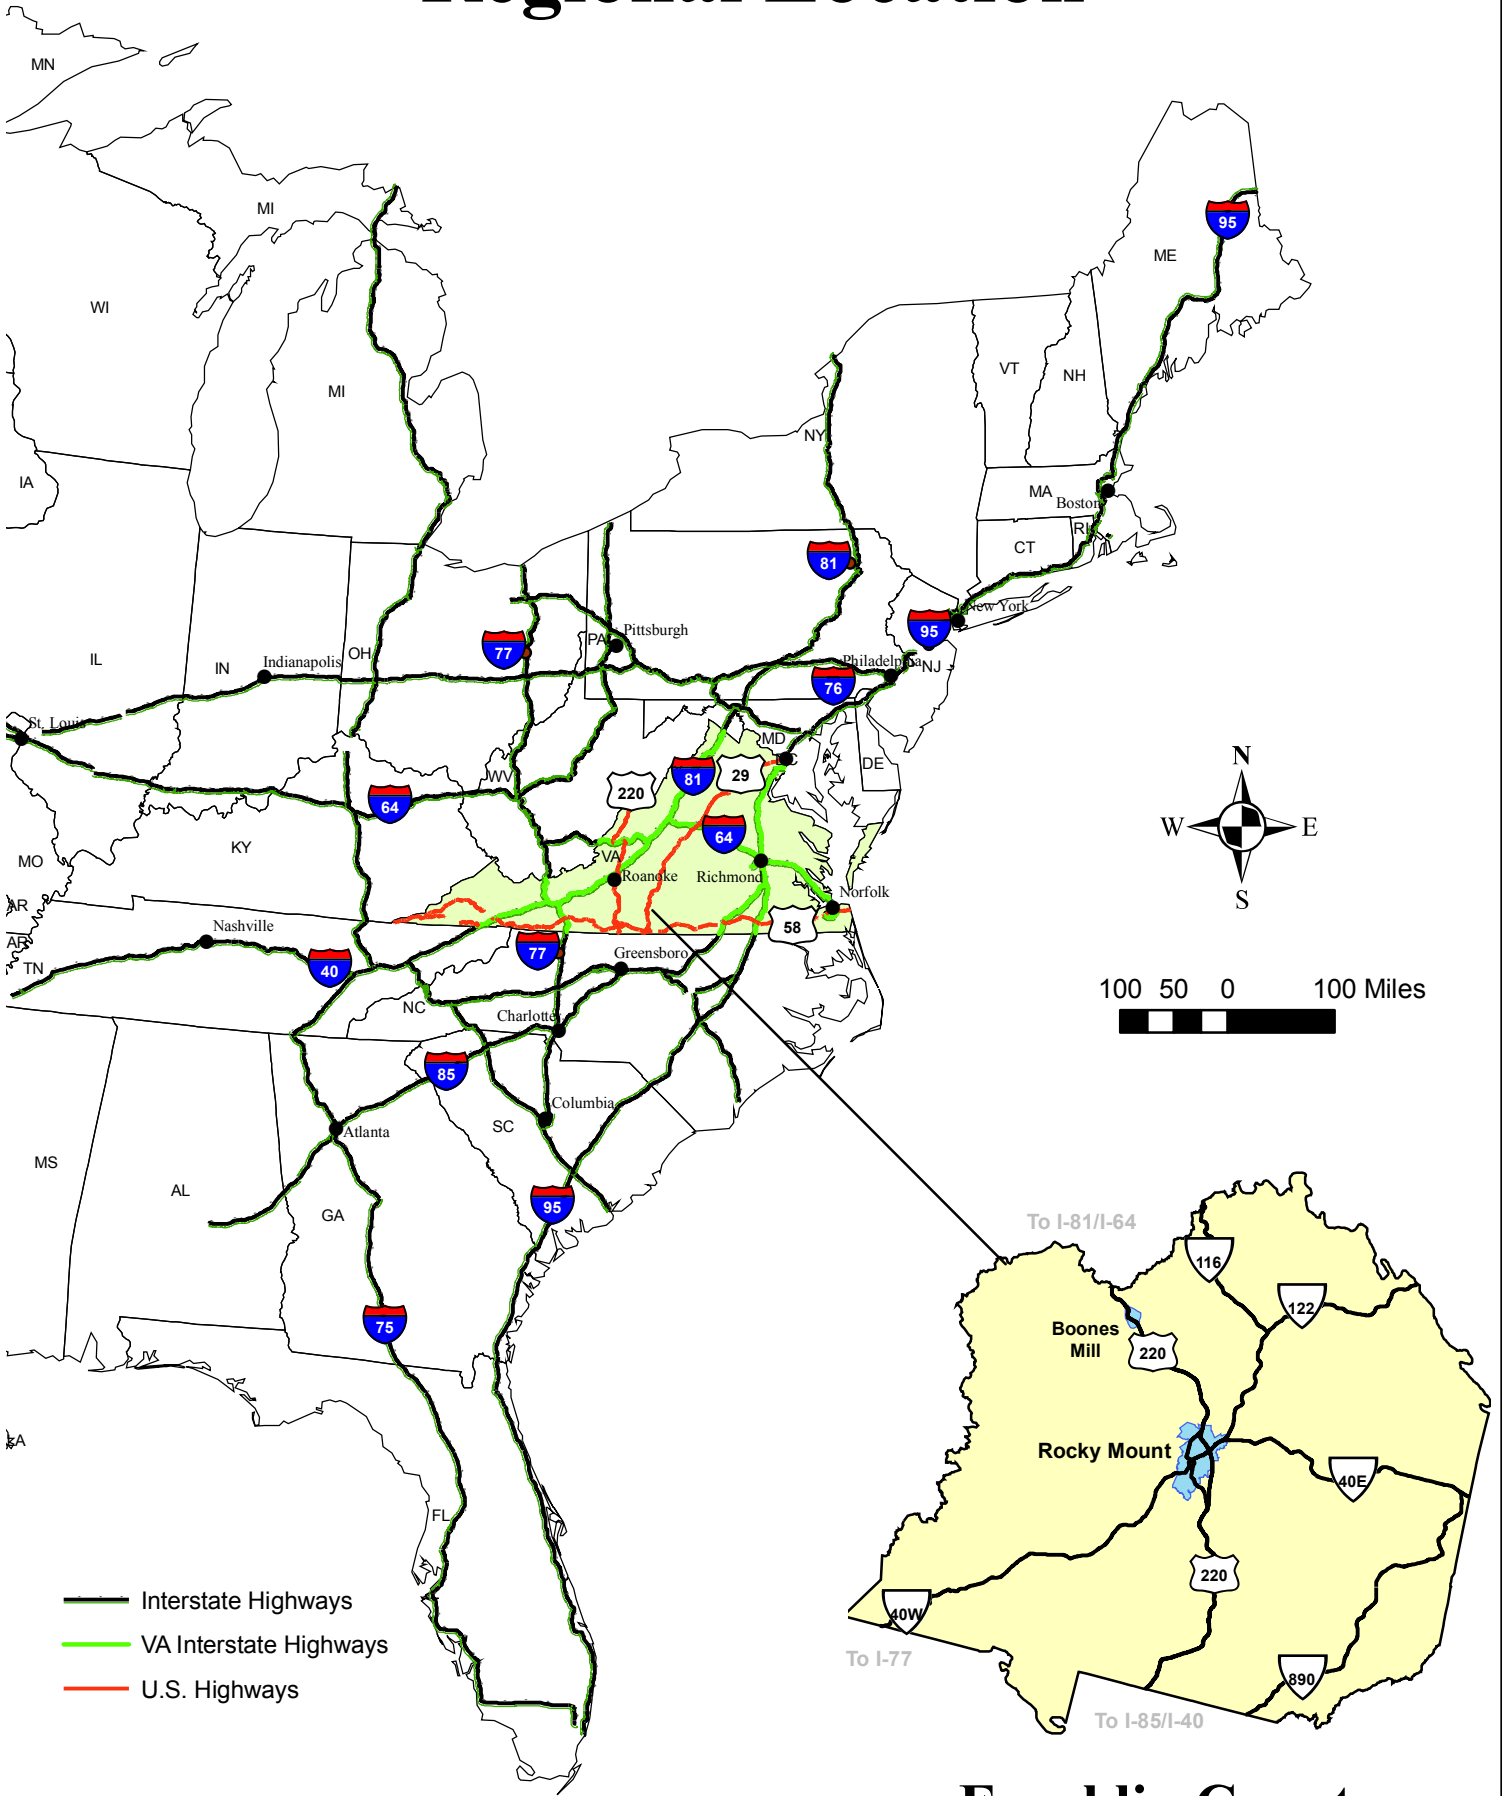 Regional Location
MN
MI
95
ME
WI
VT
NH
MI
NY
IA
MA
Boston
RI
CT
81
New York
95
77
PA
Pittsburgh
OH
IL
IN
Indianapolis
Philadelphia
NJ
76
St. Louis
MD
DE
WV
81
29
220
64
64
KY
VA
MO
Roanoke
Richmond
Norfolk
AR
58
Nashville
AR
77
Greensboro
TN
40
NC
Charlotte
85
Columbia
SC
Atlanta
MS
AL
95
GA
75
FL
N
W
E
S
100 50 0 100 Miles
To I-81/I-64
116
122
Boones
Mill
220
Rocky Mount
40E
220
40W
To I-77
890
To I-85/I-40
Interstate Highways
VA Interstate Highways
U.S. Highways